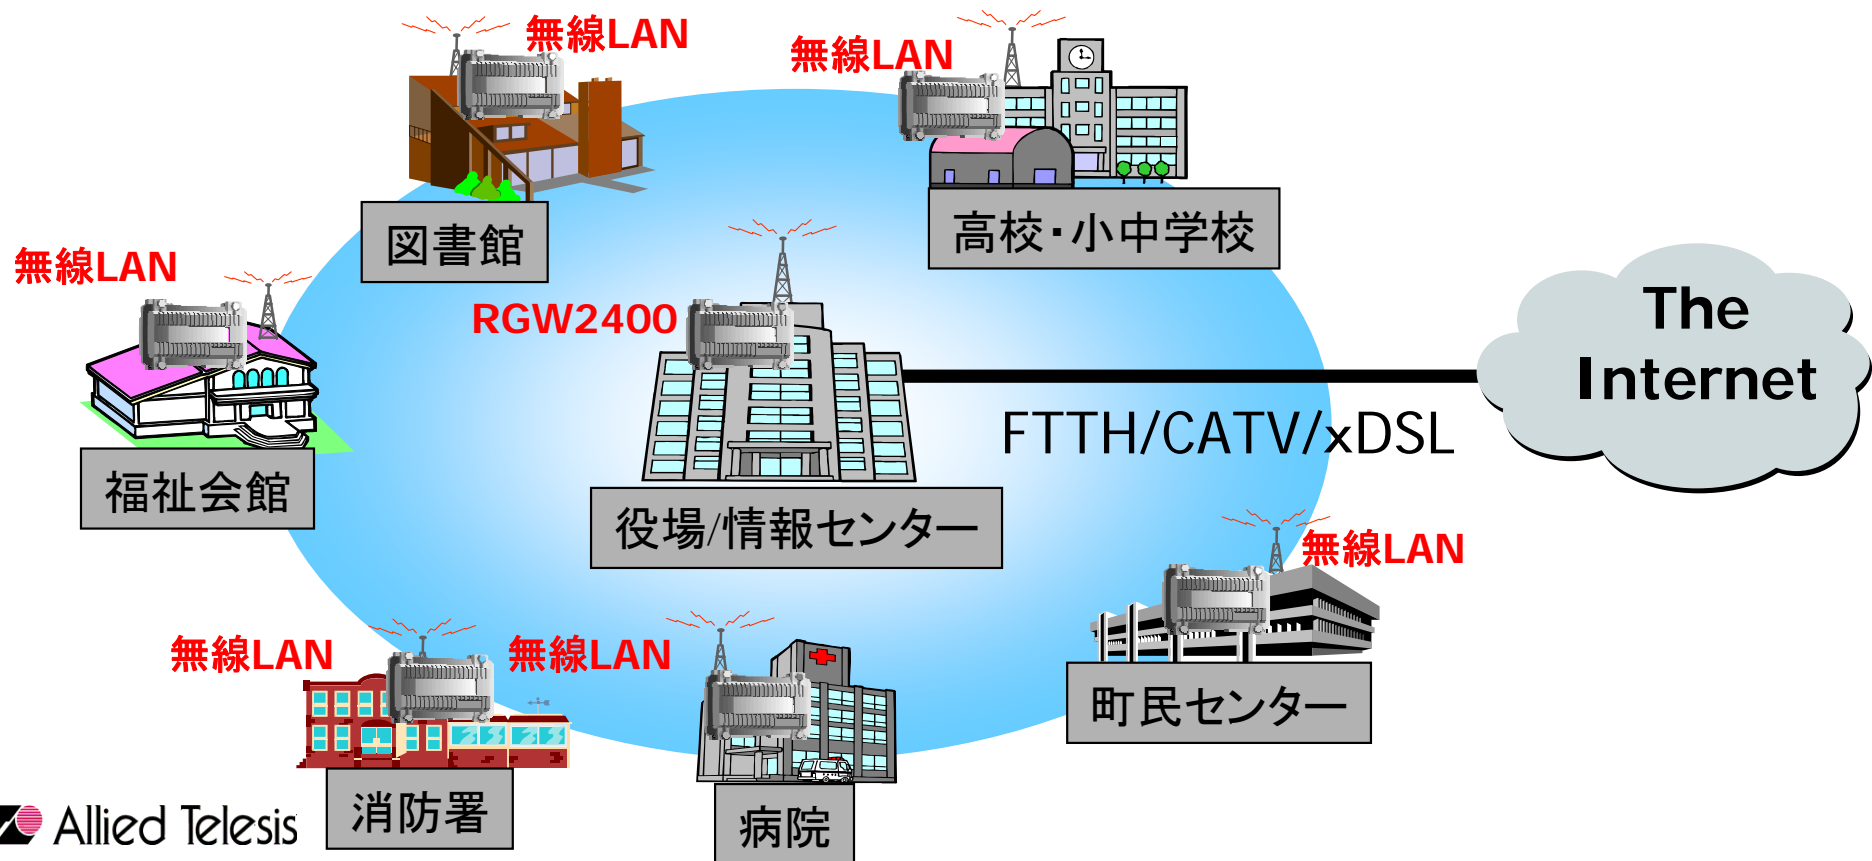 無線LAN
無線LAN
図書館
高校・小中学校
無線LAN
RGW2400
The
Internet
FTTH/CATV/xDSL
福祉会館
役場/情報センター
無線LAN
無線LAN
無線LAN
町民センター
消防署
病院
Allied Telesis